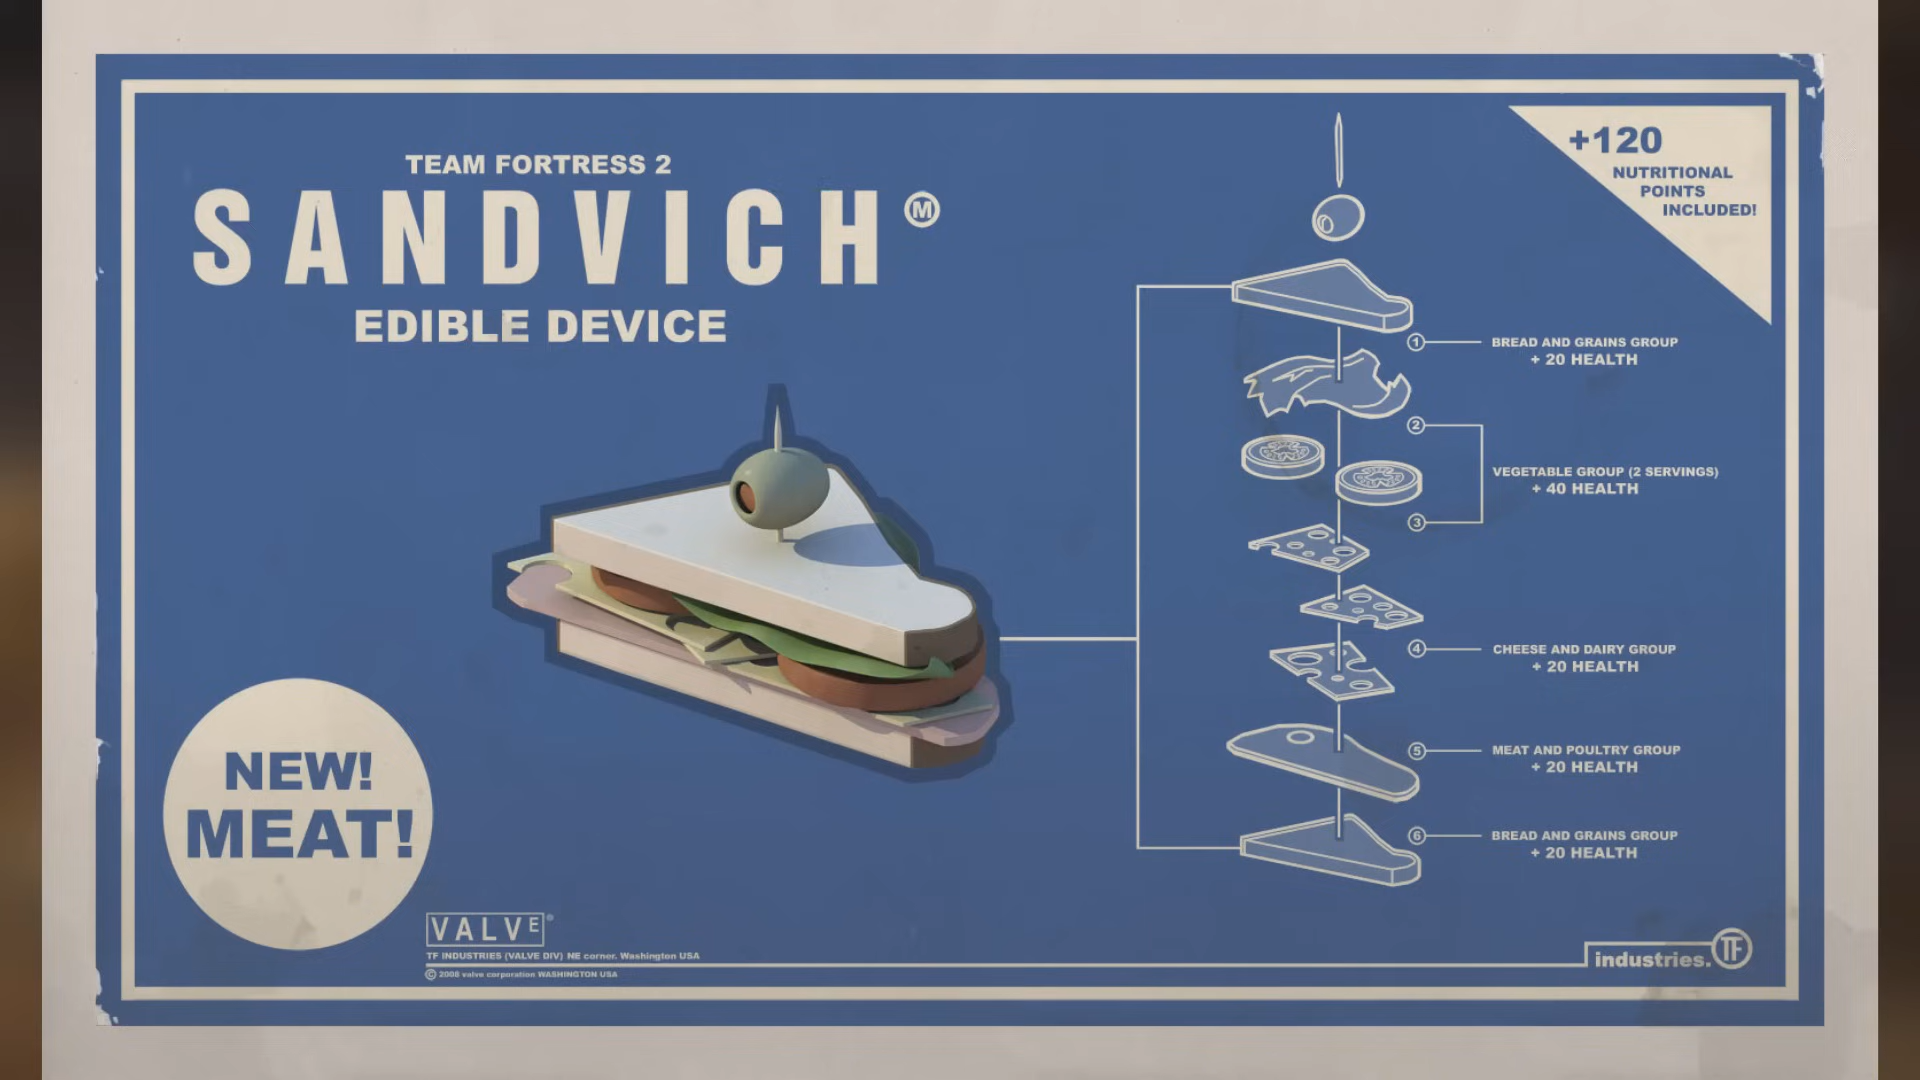 TEAM FORTRESS 2
SANDVICH Ⓜ
EDIBLE DEVICE
+120
NUTRITIONAL
POINTS
INCLUDED!
1
BREAD AND GRAINS GROUP
+ 20 HEALTH
2
VEGETABLE GROUP (2 SERVINGS)
+ 40 HEALTH
3
4
CHEESE AND DAIRY GROUP
+ 20 HEALTH
5
MEAT AND POULTRY GROUP
+ 20 HEALTH
6
BREAD AND GRAINS GROUP
+ 20 HEALTH
NEW!
MEAT!
VALVE®
TF INDUSTRIES (VALVE DIV) NE corner. Washington USA
© 2008 valve corporation WASHINGTON USA
industries. TF